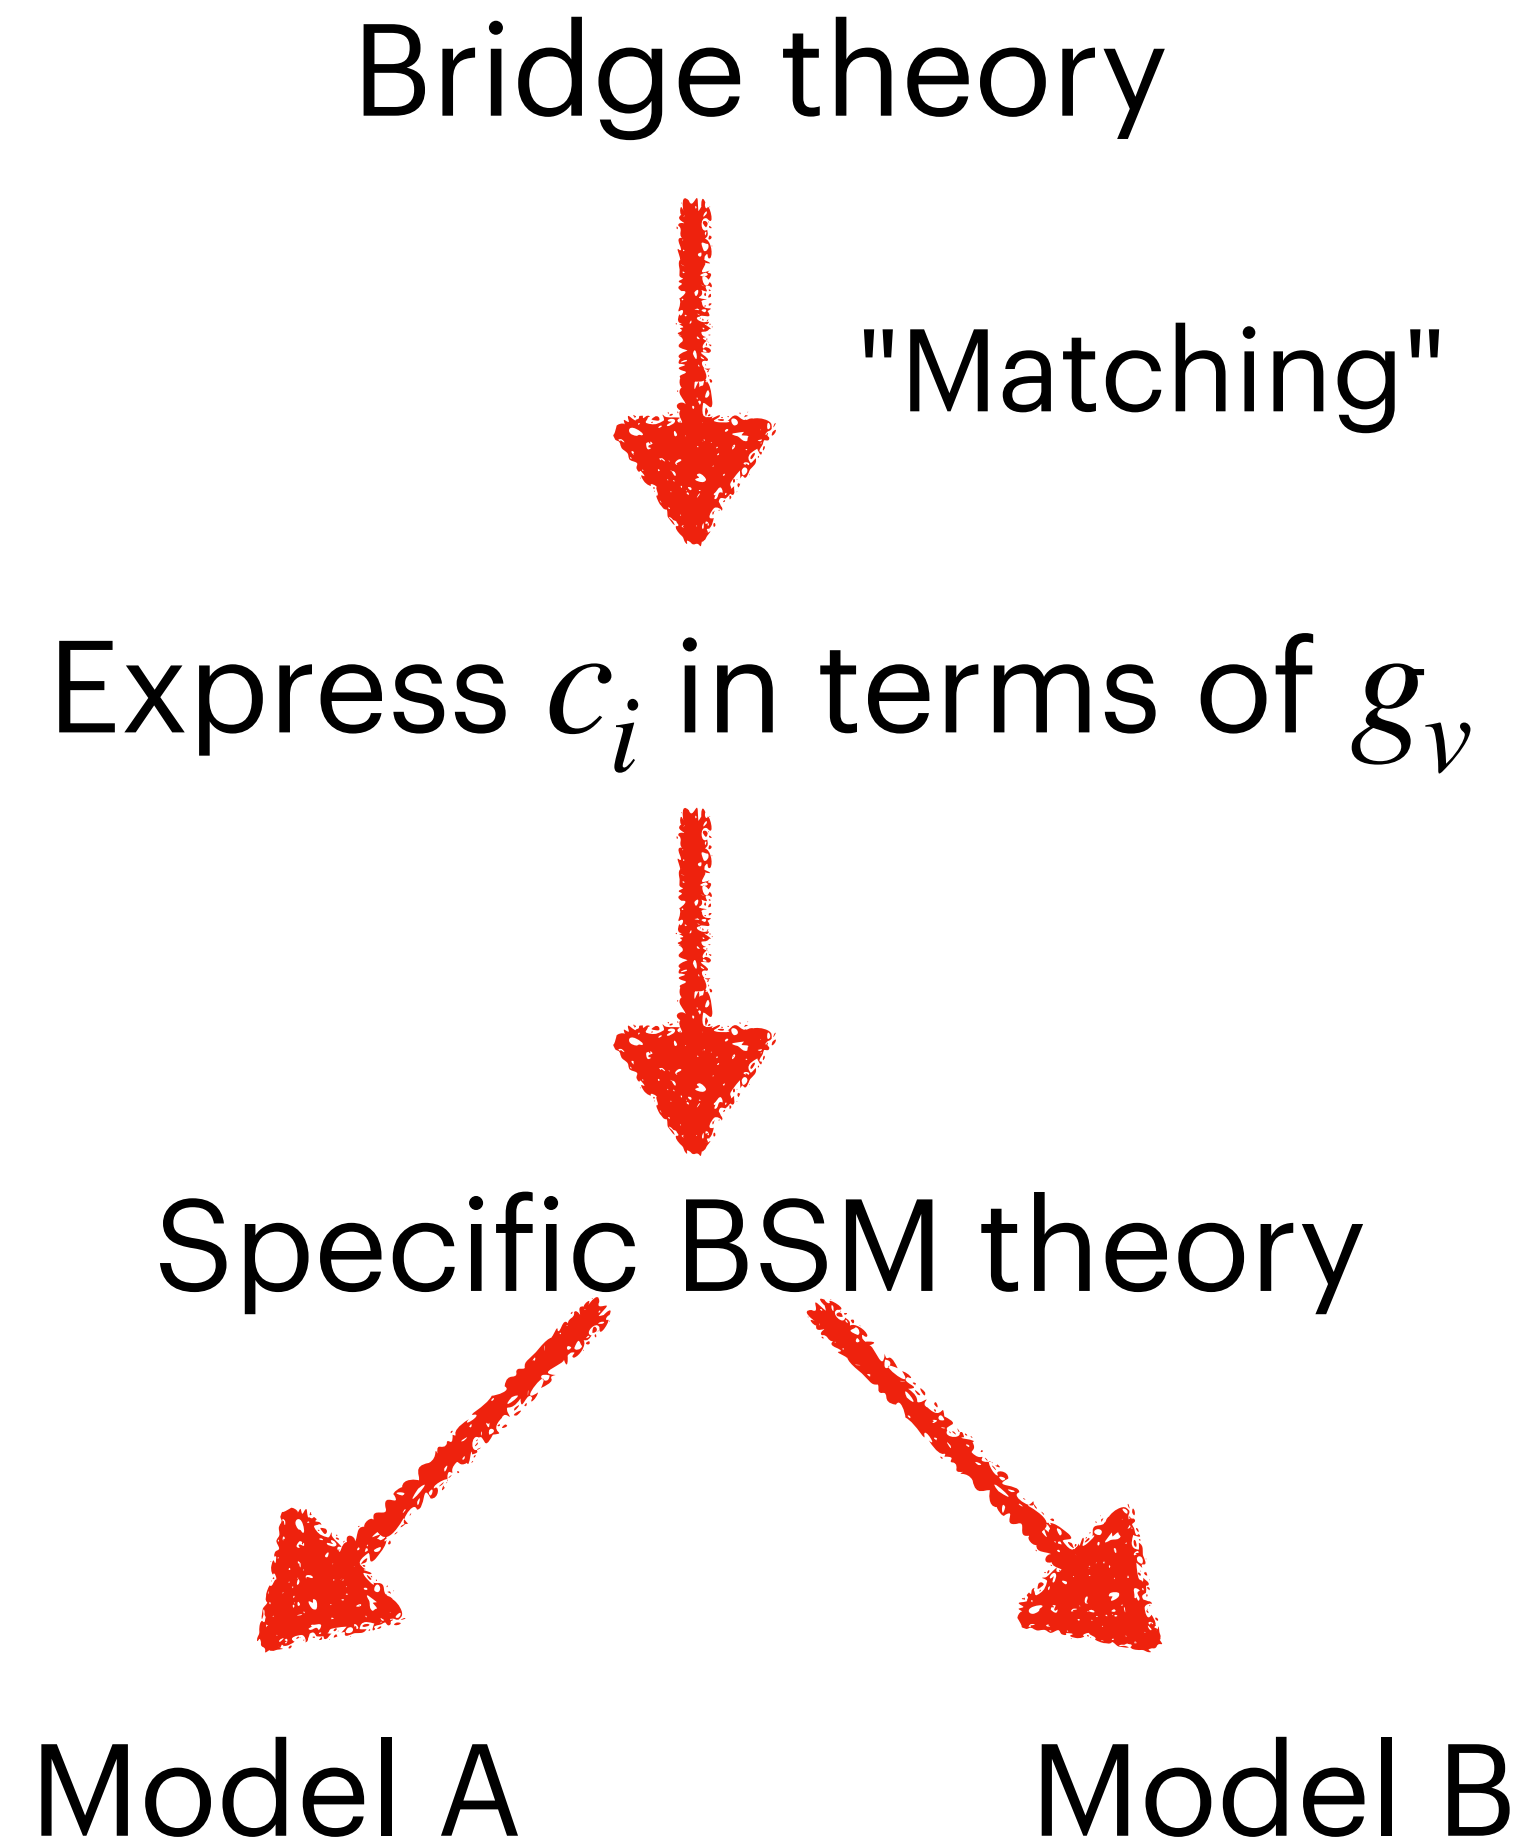 Bridge theory
"Matching"
Express $c_i$ in terms of $g_v$
Specific BSM theory
Model A
Model B